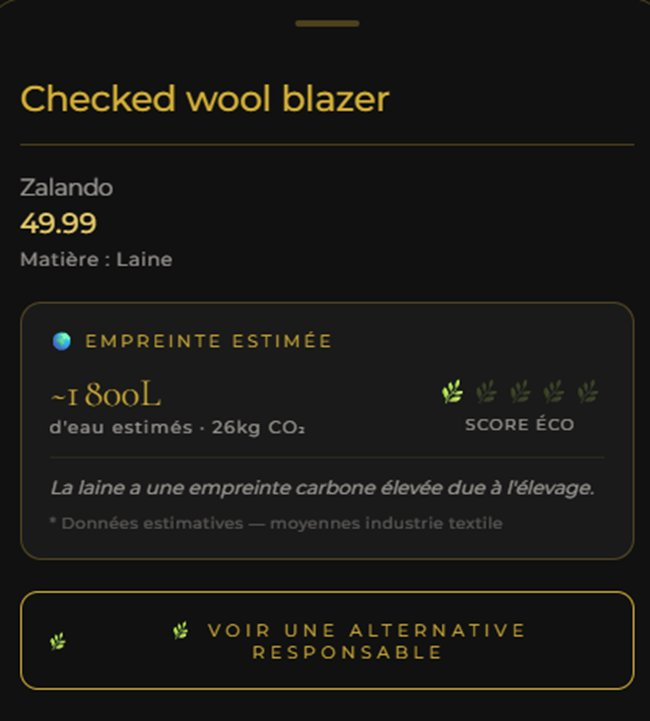 Checked wool blazer
Zalando
49.99
Matière : Laine
EMPREINTE ESTIMÉE
~1 800L
d'eau estimés · 26kg CO₂
SCORE ÉCO
La laine a une empreinte carbone élevée due à l'élevage.
* Données estimatives — moyennes industrie textile
VOIR UNE ALTERNATIVE
RESPONSABLE